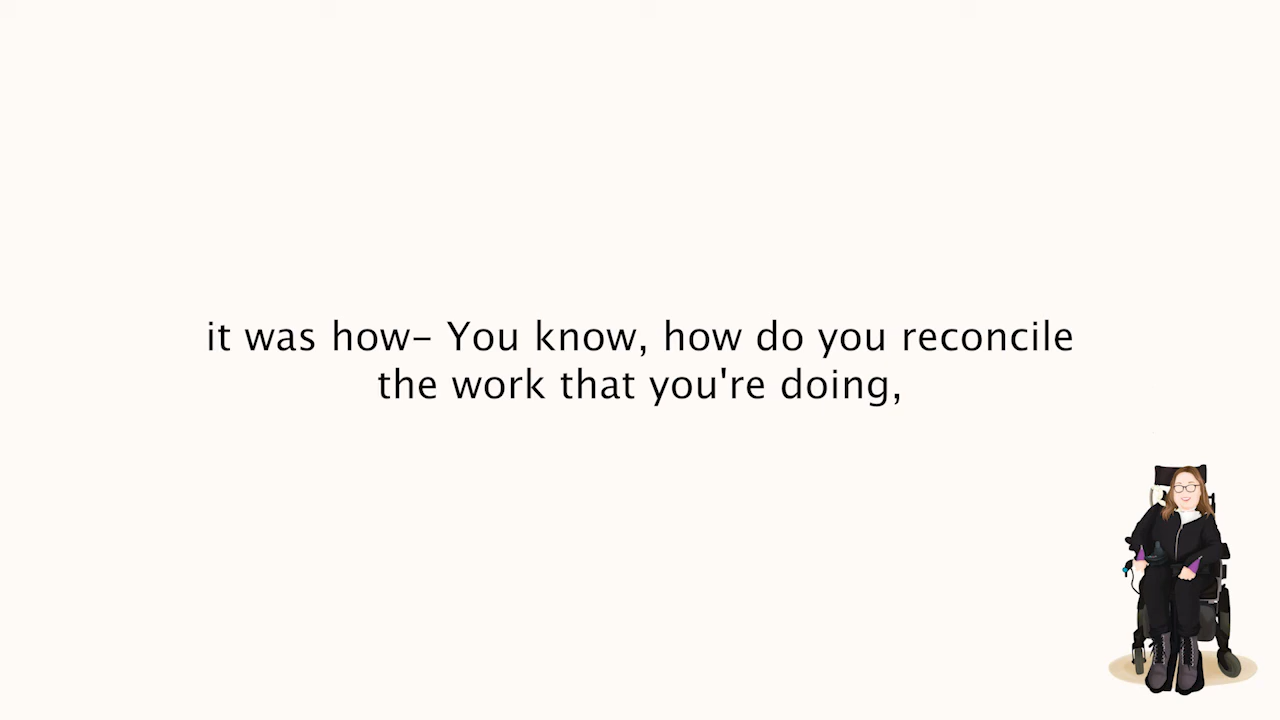 it was how– You know, how do you reconcile
the work that you're doing,